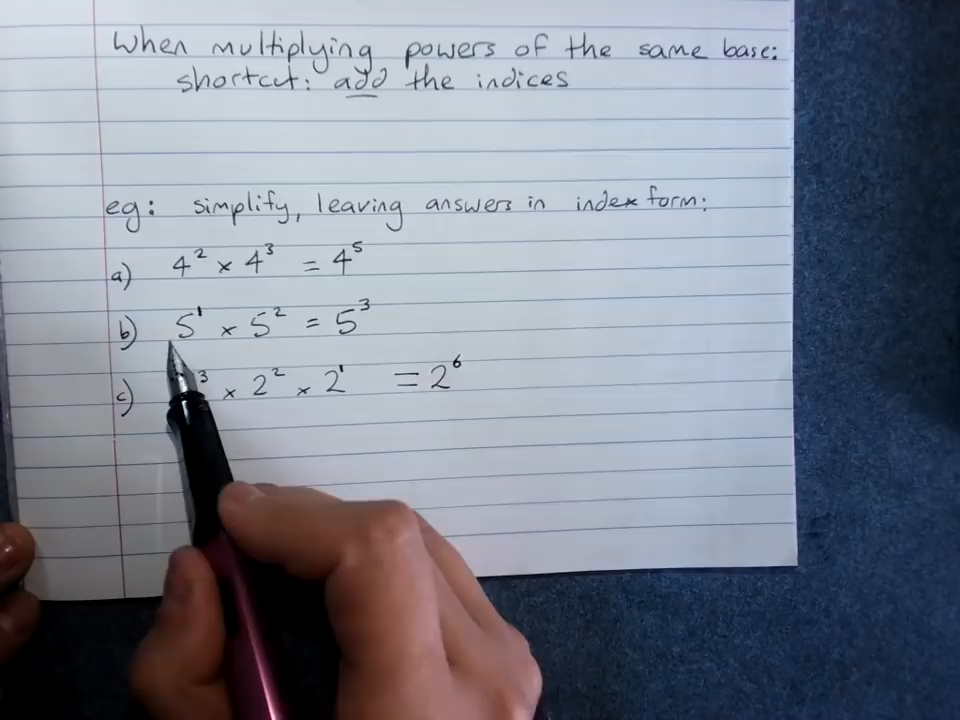 When multiplying powers of the same base:
shortcut: add the indices
eg: simplify, leaving answers in index form:
a) 4² × 4³ = 4⁵
b) 5¹ × 5² = 5³
c) ³ × 2² × 2¹ = 2⁶